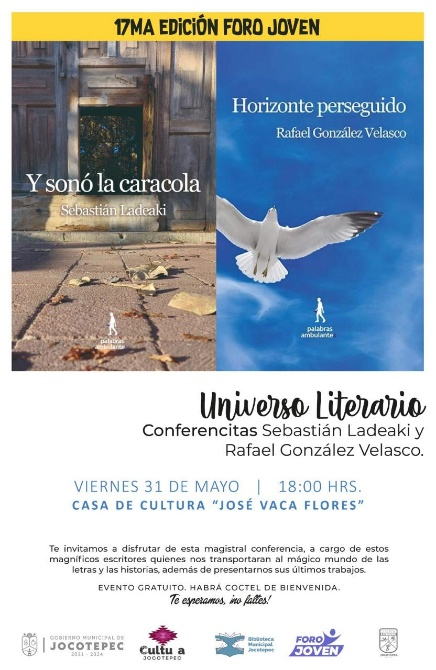 17MA EDICIÓN FORO JOVEN
Y sonó la caracola
Sebastián Ladeaki
palabras
ambulante
Horizonte perseguido
Rafael González Velasco
palabras
ambulante
Universo Literario
Conferencitas Sebastián Ladeaki y
Rafael González Velasco.
VIERNES 31 DE MAYO | 18:00 HRS.
CASA DE CULTURA "JOSÉ VACA FLORES"
Te invitamos a disfrutar de esta magistral conferencia, a cargo de estos
magníficos escritores quienes nos transportaran al mágico mundo de las
letras y las historias, además de presentarnos sus últimos trabajos.
EVENTO GRATUITO. HABRÁ COCTEL DE BIENVENIDA.
Te esperamos, ¡no faltes!
GOBIERNO MUNICIPAL DE
JOCOTEPEC
2021 - 2024
Cultu a
JOCOTEPEC
Biblioteca
Municipal
Jocotepec
FORO
JOVEN